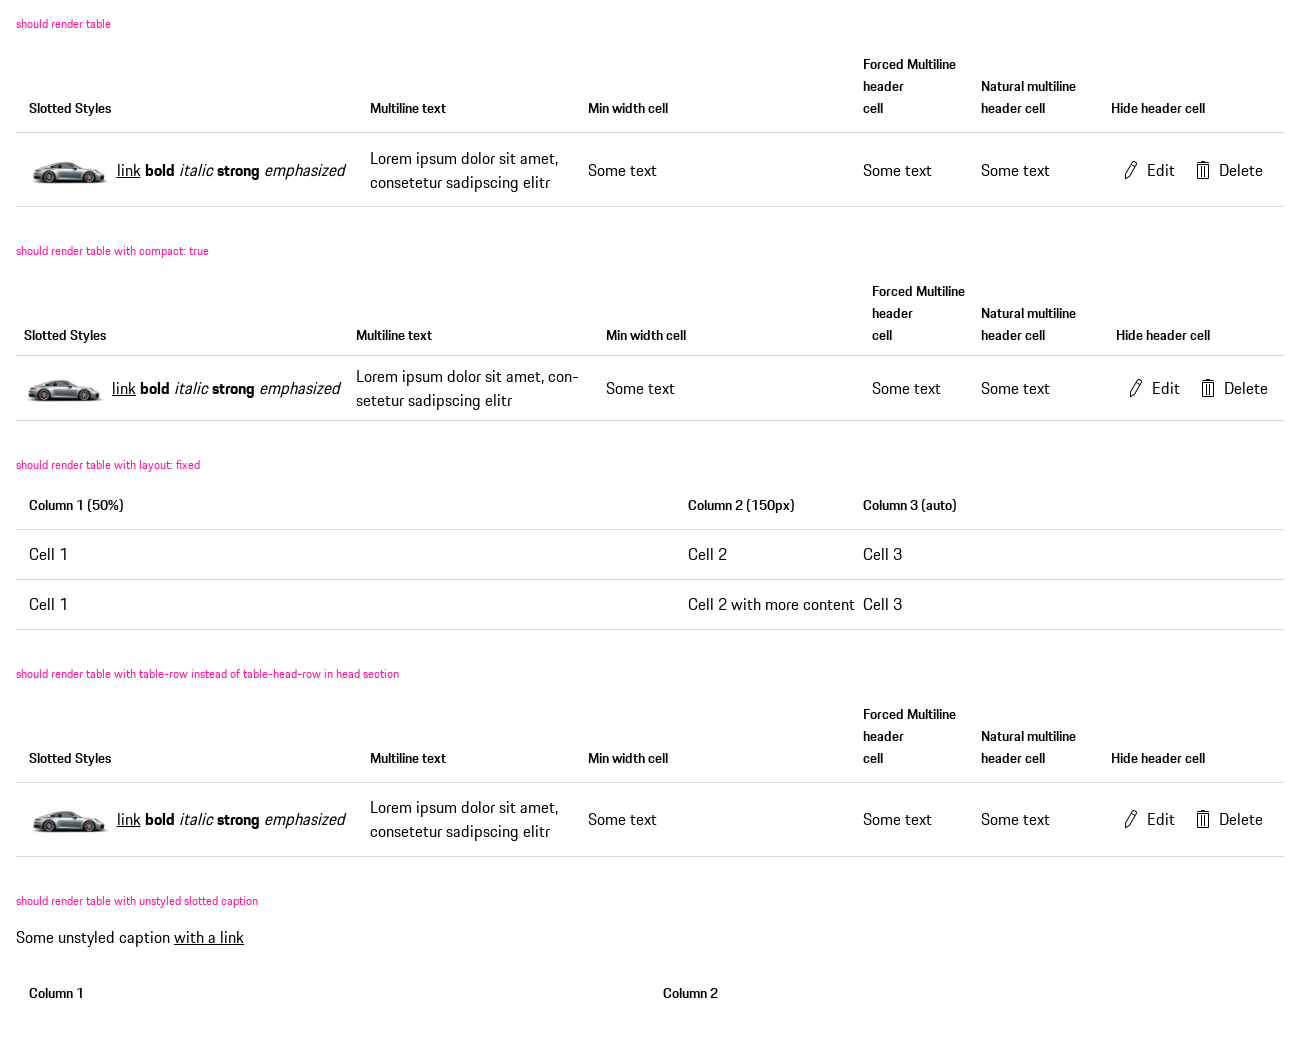 should render table
Forced Multiline
header
cell
Natural multiline
header cell
Slotted Styles
Multiline text
Min width cell
Hide header cell
link bold italic strong emphasized
Lorem ipsum dolor sit amet,
consetetur sadipscing elitr
Some text
Some text
Some text
Edit
Delete
should render table with compact: true
Forced Multiline
header
cell
Natural multiline
header cell
Slotted Styles
Multiline text
Min width cell
Hide header cell
link bold italic strong emphasized
Lorem ipsum dolor sit amet, con-
setetur sadipscing elitr
Some text
Some text
Some text
Edit
Delete
should render table with layout: fixed
Column 1 (50%)
Column 2 (150px)
Column 3 (auto)
Cell 1
Cell 2
Cell 3
Cell 1
Cell 2 with more content
Cell 3
should render table with table-row instead of table-head-row in head section
Forced Multiline
header
cell
Natural multiline
header cell
Slotted Styles
Multiline text
Min width cell
Hide header cell
link bold italic strong emphasized
Lorem ipsum dolor sit amet,
consetetur sadipscing elitr
Some text
Some text
Some text
Edit
Delete
should render table with unstyled slotted caption
Some unstyled caption with a link
Column 1
Column 2